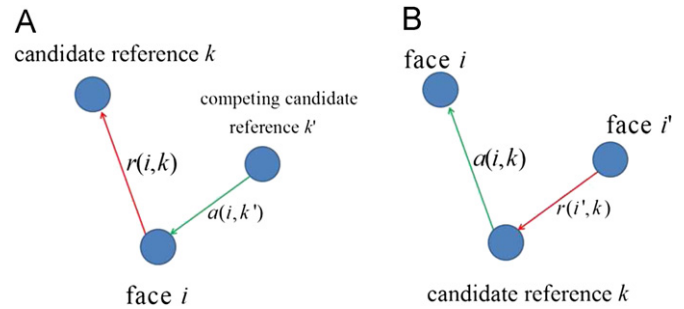 A
candidate reference k
competing candidate
reference k'
r(i,k)
a(i,k')
face i
B
face i
face i'
a(i,k)
r(i',k)
candidate reference k